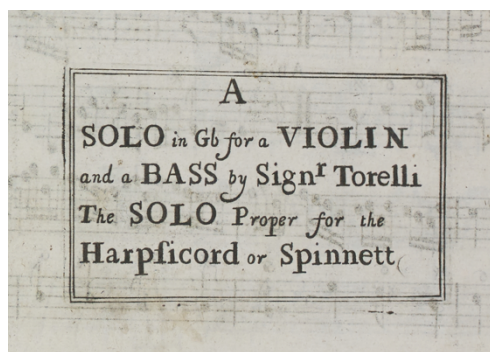 A
SOLO in Gb for a VIOLIN
and a BASS by Signr Torelli
The SOLO Proper for the
Harpſicord or Spinnett